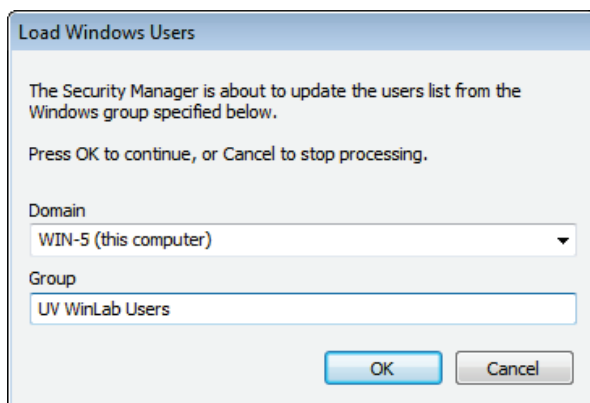 Load Windows Users
The Security Manager is about to update the users list from the
Windows group specified below.
Press OK to continue, or Cancel to stop processing.
Domain
WIN-5 (this computer)
Group
UV WinLab Users
OK
Cancel